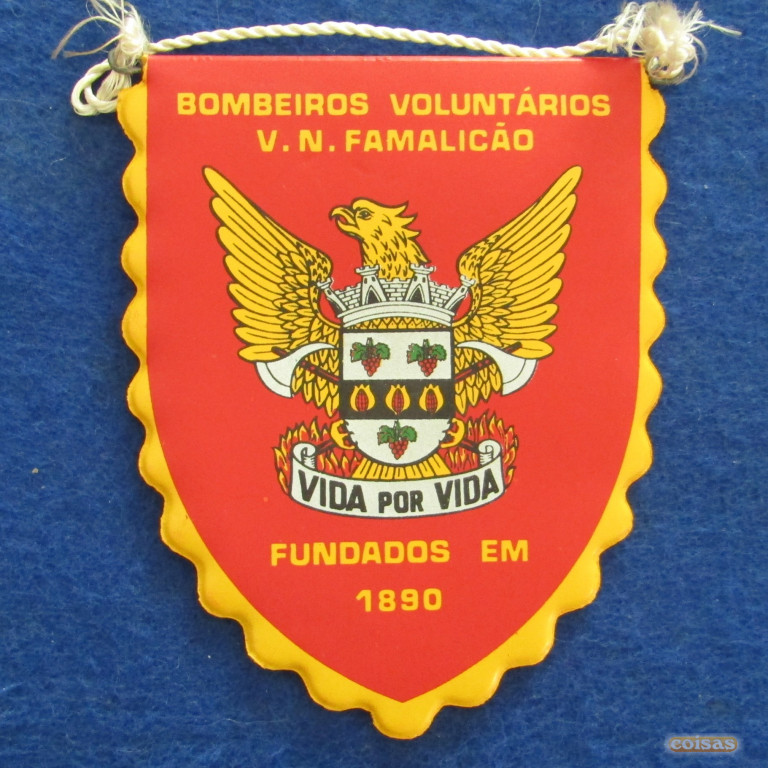 BOMBEIROS VOLUNTÁRIOS
V. N. FAMALICÃO
VIDA POR VIDA
FUNDADOS EM
1890
coisas